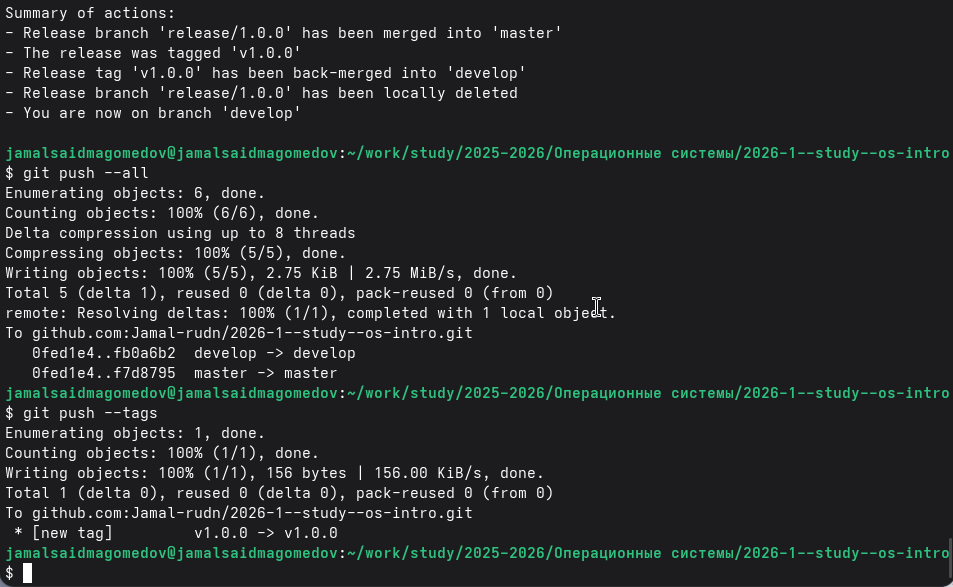 Summary of actions:
- Release branch 'release/1.0.0' has been merged into 'master'
- The release was tagged 'v1.0.0'
- Release tag 'v1.0.0' has been back-merged into 'develop'
- Release branch 'release/1.0.0' has been locally deleted
- You are now on branch 'develop'

jamalsaidmagomedov@jamalsaidmagomedov:~/work/study/2025-2026/Операционные системы/2026-1--study--os-intro
$ git push --all
Enumerating objects: 6, done.
Counting objects: 100% (6/6), done.
Delta compression using up to 8 threads
Compressing objects: 100% (5/5), done.
Writing objects: 100% (5/5), 2.75 KiB | 2.75 MiB/s, done.
Total 5 (delta 1), reused 0 (delta 0), pack-reused 0 (from 0)
remote: Resolving deltas: 100% (1/1), completed with 1 local object.
To github.com:Jamal-rudn/2026-1--study--os-intro.git
   0fed1e4..fb0a6b2  develop -> develop
   0fed1e4..f7d8795  master -> master
jamalsaidmagomedov@jamalsaidmagomedov:~/work/study/2025-2026/Операционные системы/2026-1--study--os-intro
$ git push --tags
Enumerating objects: 1, done.
Counting objects: 100% (1/1), done.
Writing objects: 100% (1/1), 156 bytes | 156.00 KiB/s, done.
Total 1 (delta 0), reused 0 (delta 0), pack-reused 0 (from 0)
To github.com:Jamal-rudn/2026-1--study--os-intro.git
 * [new tag]         v1.0.0 -> v1.0.0
jamalsaidmagomedov@jamalsaidmagomedov:~/work/study/2025-2026/Операционные системы/2026-1--study--os-intro
$